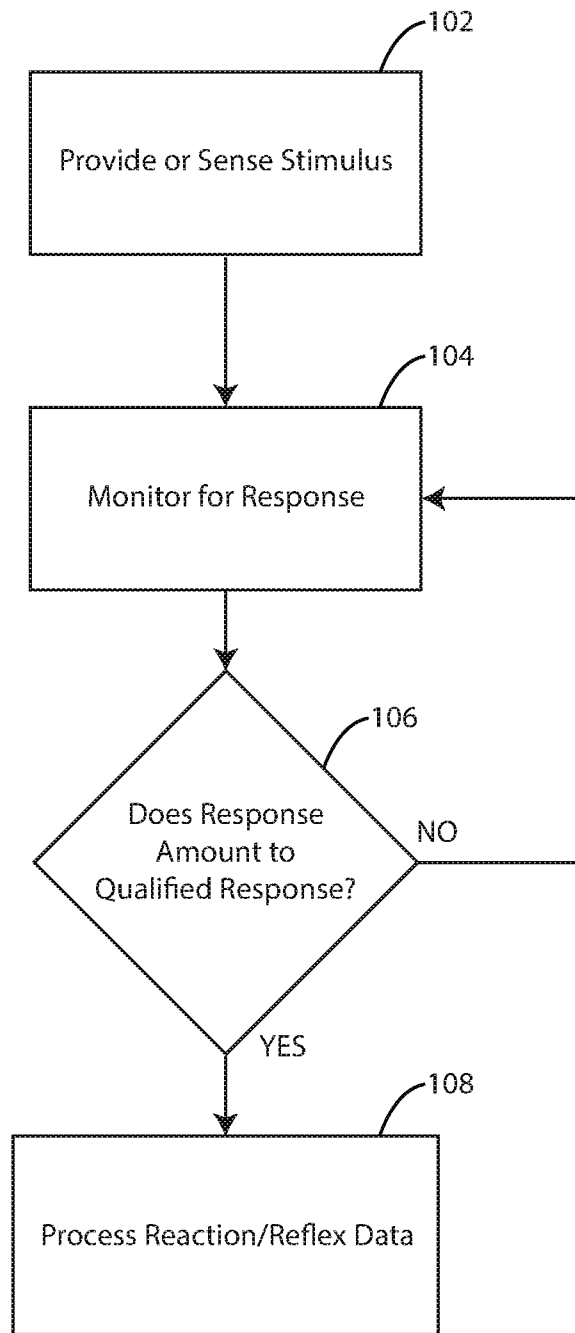 102
Provide or Sense Stimulus
104
Monitor for Response
106
Does Response
Amount to
Qualified Response?
NO
YES
108
Process Reaction/Reflex Data